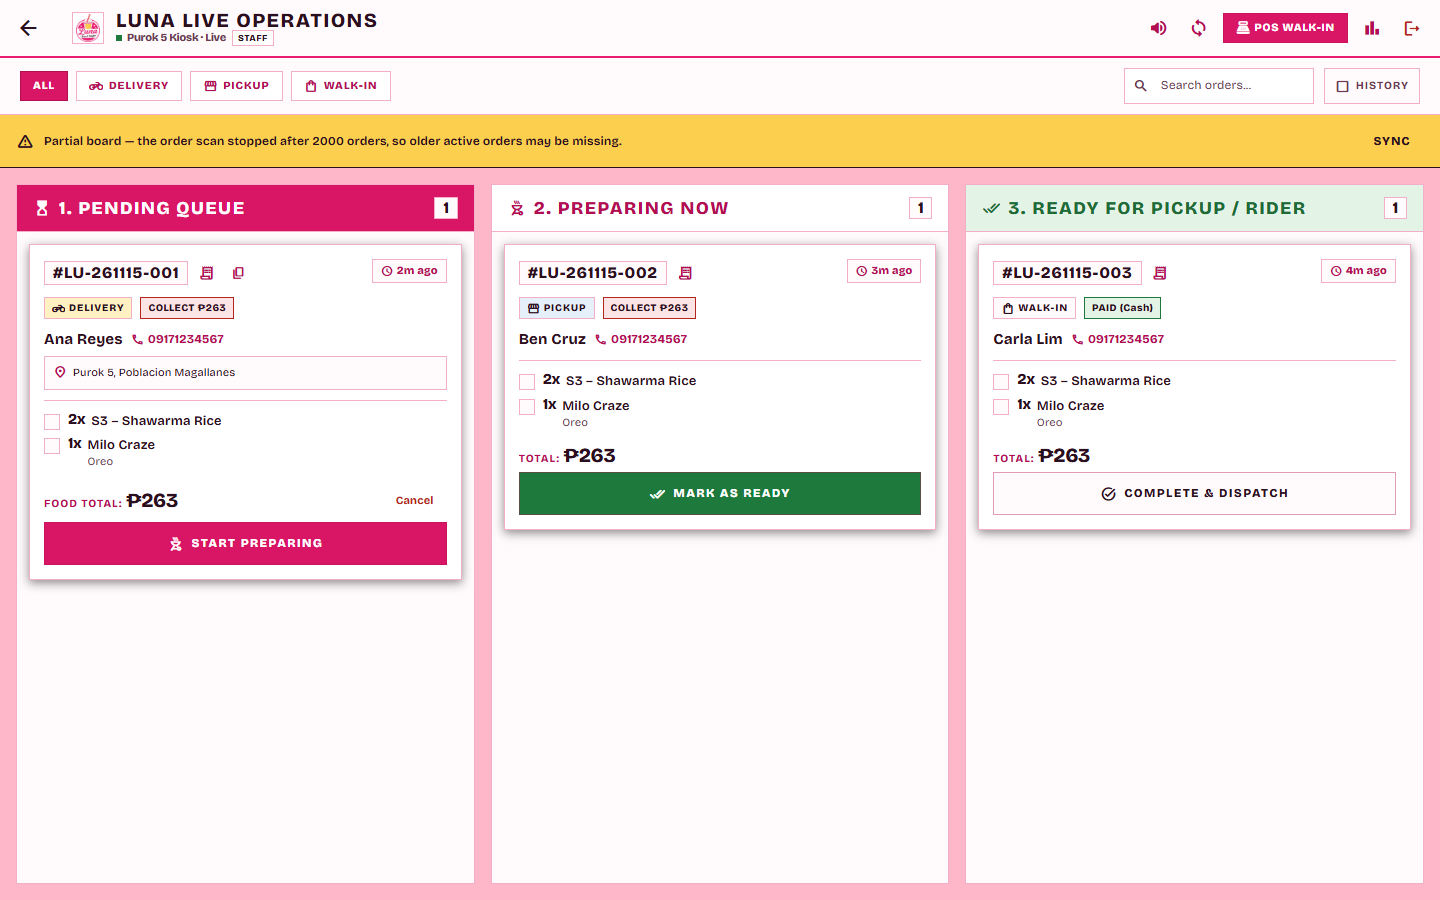 LUNA LIVE OPERATIONS
Purok 5 Kiosk · Live STAFF
POS WALK-IN
ALL
DELIVERY
PICKUP
WALK-IN
Search orders...
HISTORY
Partial board — the order scan stopped after 2000 orders, so older active orders may be missing.
SYNC
1. PENDING QUEUE 1
#LU-261115-001 2m ago
DELIVERY COLLECT ₱263
Ana Reyes 09171234567
Purok 5, Poblacion Magallanes
2x S3 – Shawarma Rice
1x Milo Craze
Oreo
FOOD TOTAL: ₱263 Cancel
START PREPARING
2. PREPARING NOW 1
#LU-261115-002 3m ago
PICKUP COLLECT ₱263
Ben Cruz 09171234567
2x S3 – Shawarma Rice
1x Milo Craze
Oreo
TOTAL: ₱263
MARK AS READY
3. READY FOR PICKUP / RIDER 1
#LU-261115-003 4m ago
WALK-IN PAID (Cash)
Carla Lim 09171234567
2x S3 – Shawarma Rice
1x Milo Craze
Oreo
TOTAL: ₱263
COMPLETE & DISPATCH